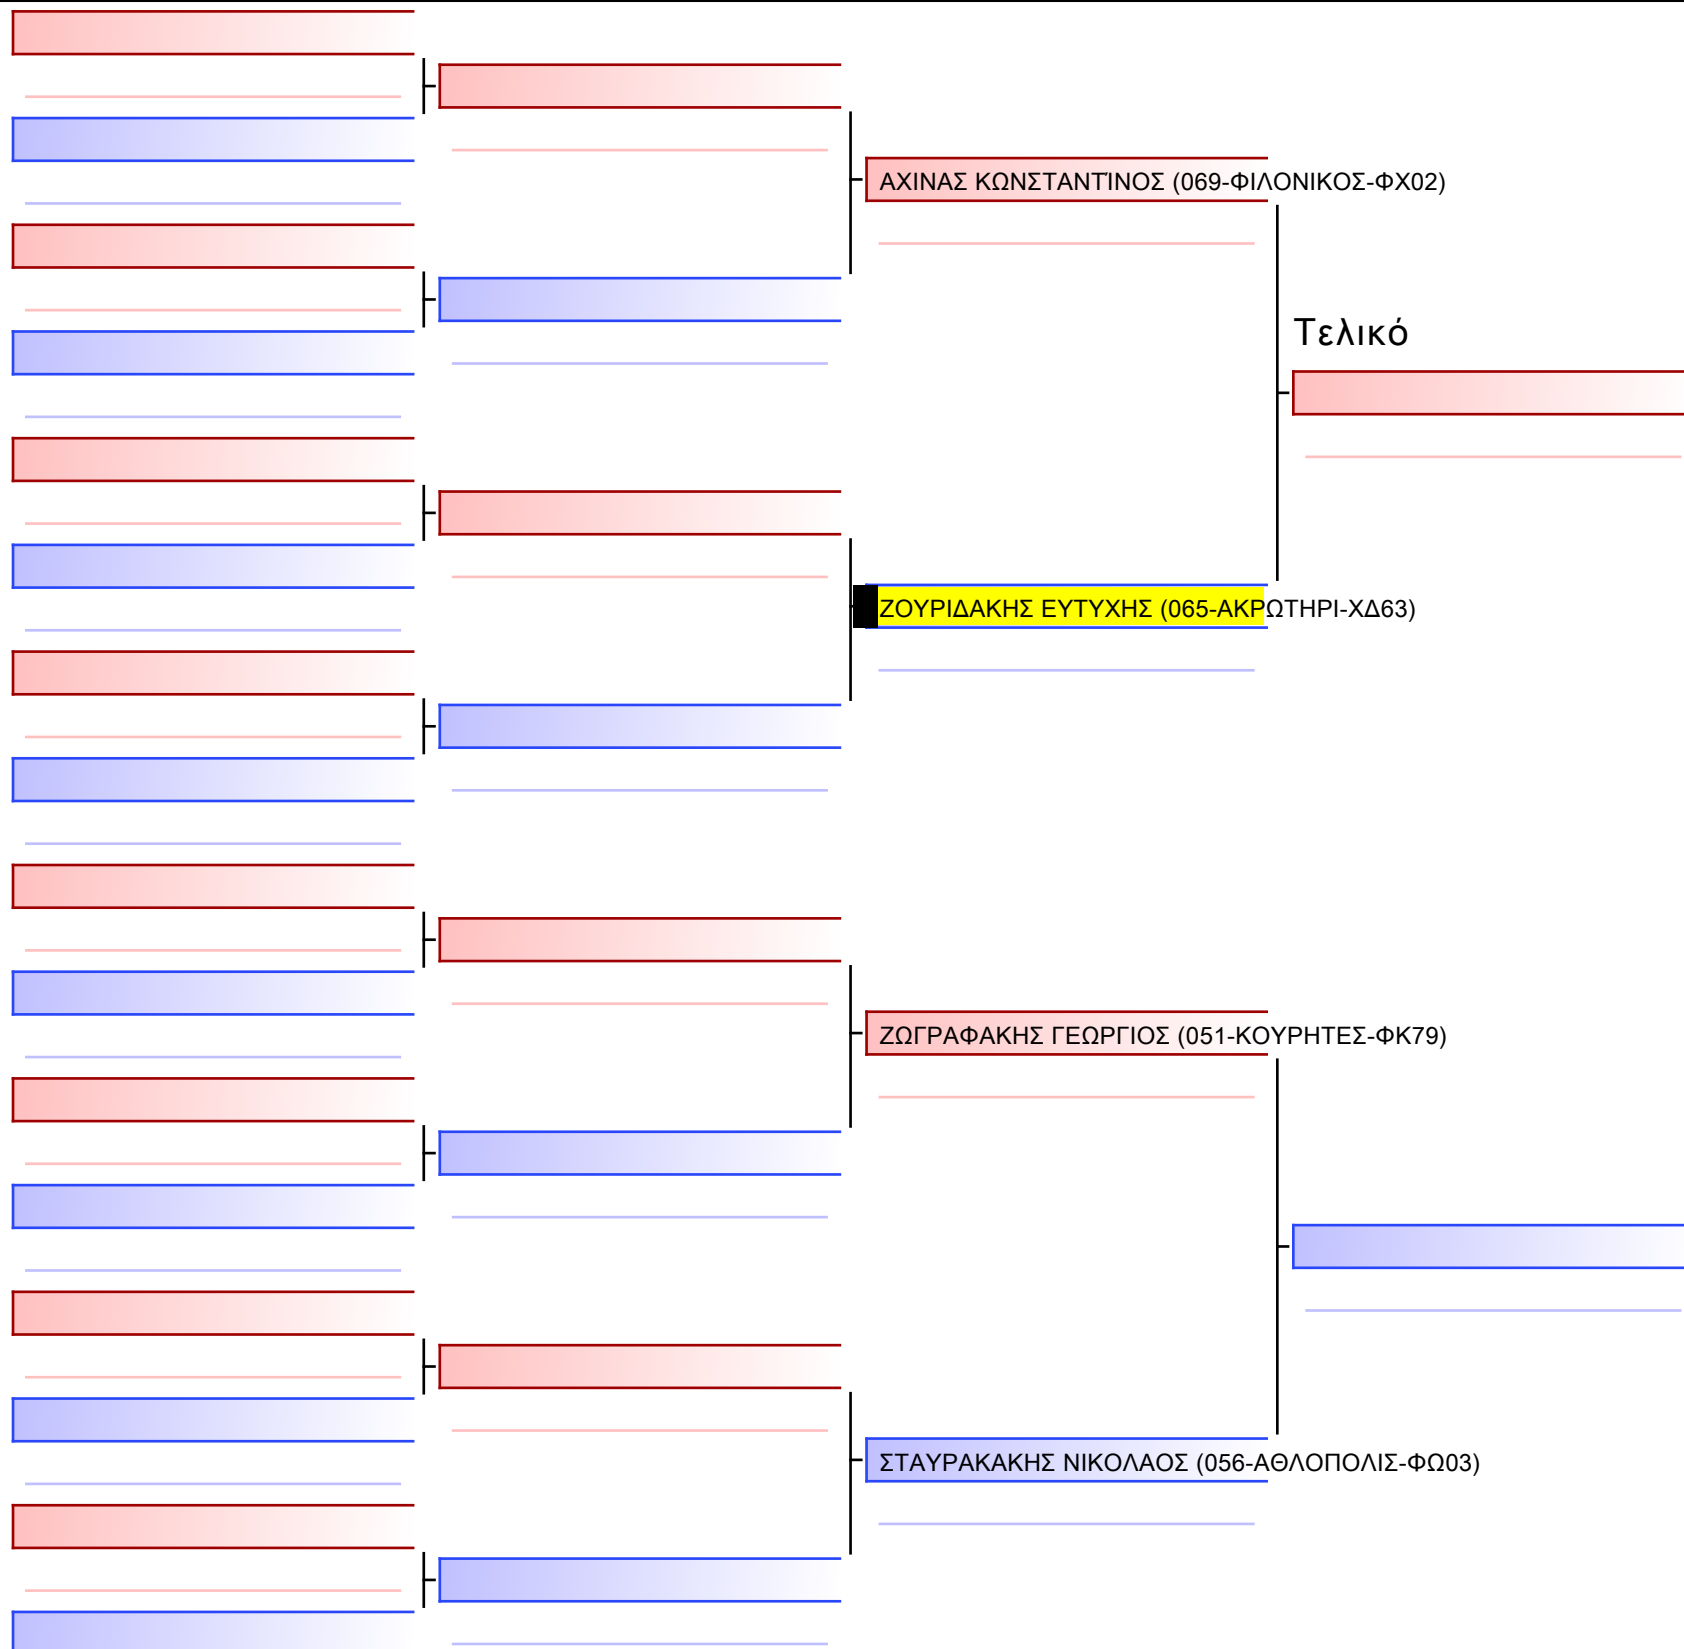 ΑΧΙΝΑΣ ΚΩΝΣΤΑΝΤΊΝΟΣ (069-ΦΙΛΟΝΙΚΟΣ-ΦΧ02)
Τελικό
ΖΟΥΡΙΔΑΚΗΣ ΕΥΤΥΧΗΣ (065-ΑΚΡΩΤΗΡΙ-ΧΔ63)
ΖΩΓΡΑΦΑΚΗΣ ΓΕΩΡΓΙΟΣ (051-ΚΟΥΡΗΤΕΣ-ΦΚ79)
ΣΤΑΥΡΑΚΑΚΗΣ ΝΙΚΟΛΑΟΣ (056-ΑΘΛΟΠΟΛΙΣ-ΦΩ03)